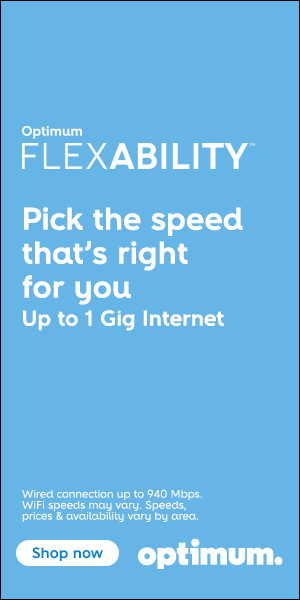 Optimum
FLEXABILITY℠
Pick the speed
that's right
for you
Up to 1 Gig Internet
Wired connection up to 940 Mbps.
WiFi speeds may vary. Speeds,
prices & availability vary by area.
Shop now
optimum.